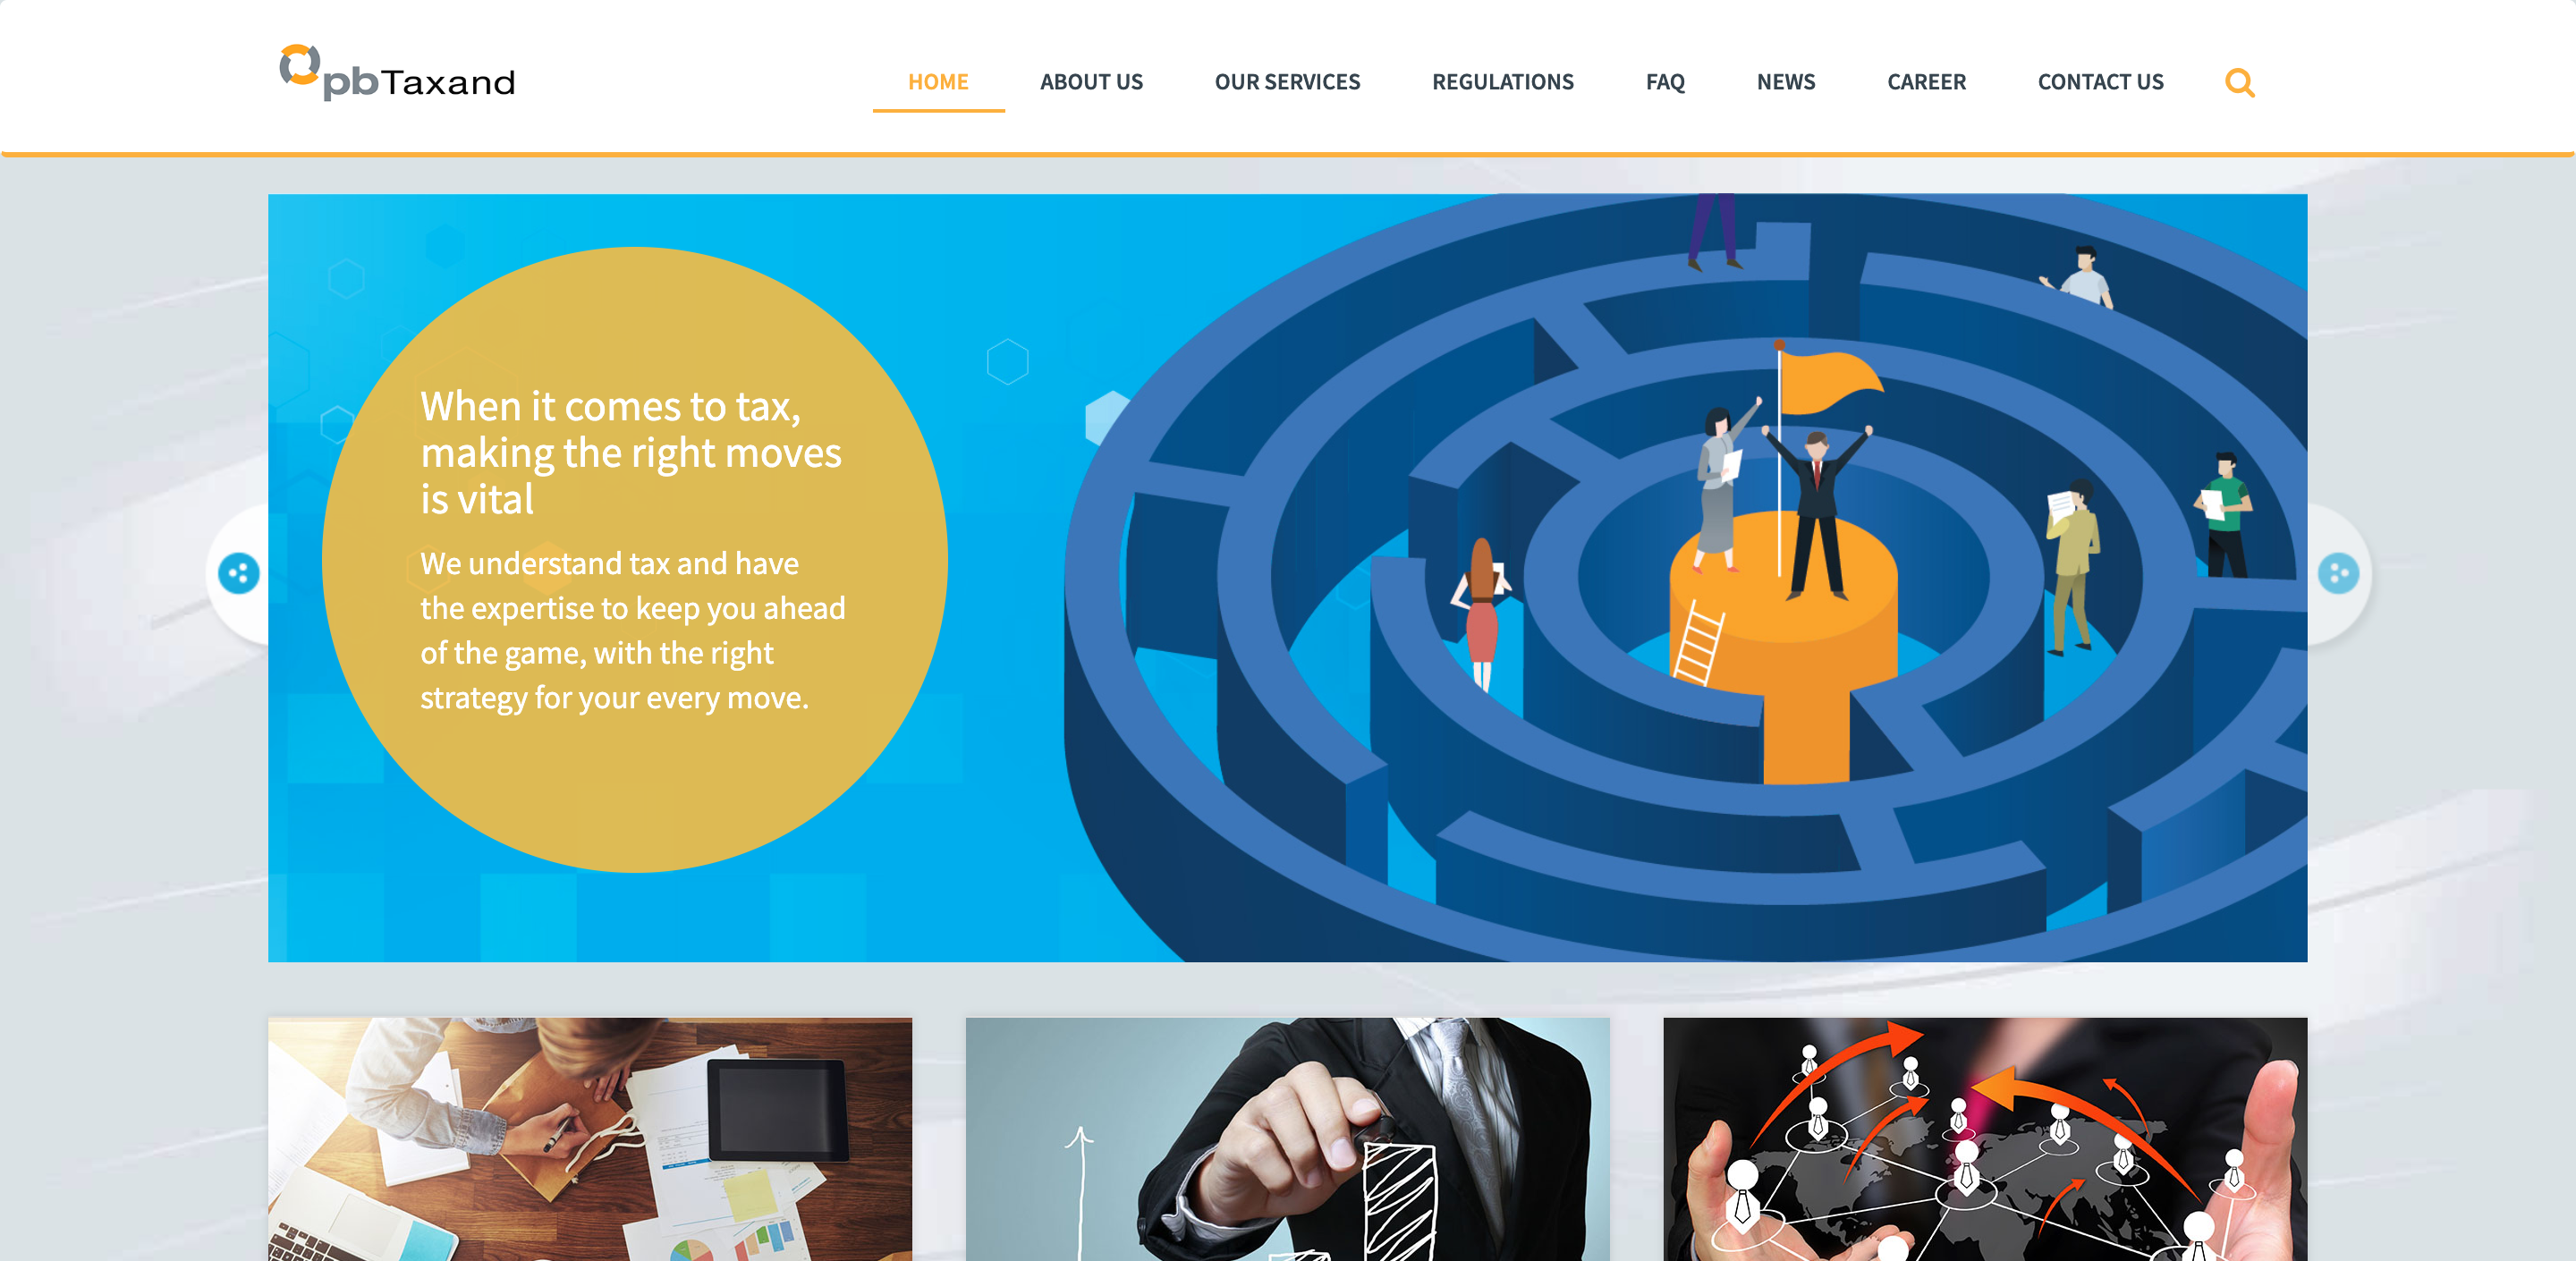 pbTaxand
HOME
ABOUT US
OUR SERVICES
REGULATIONS
FAQ
NEWS
CAREER
CONTACT US
When it comes to tax,
making the right moves
is vital
We understand tax and have
the expertise to keep you ahead
of the game, with the right
strategy for your every move.